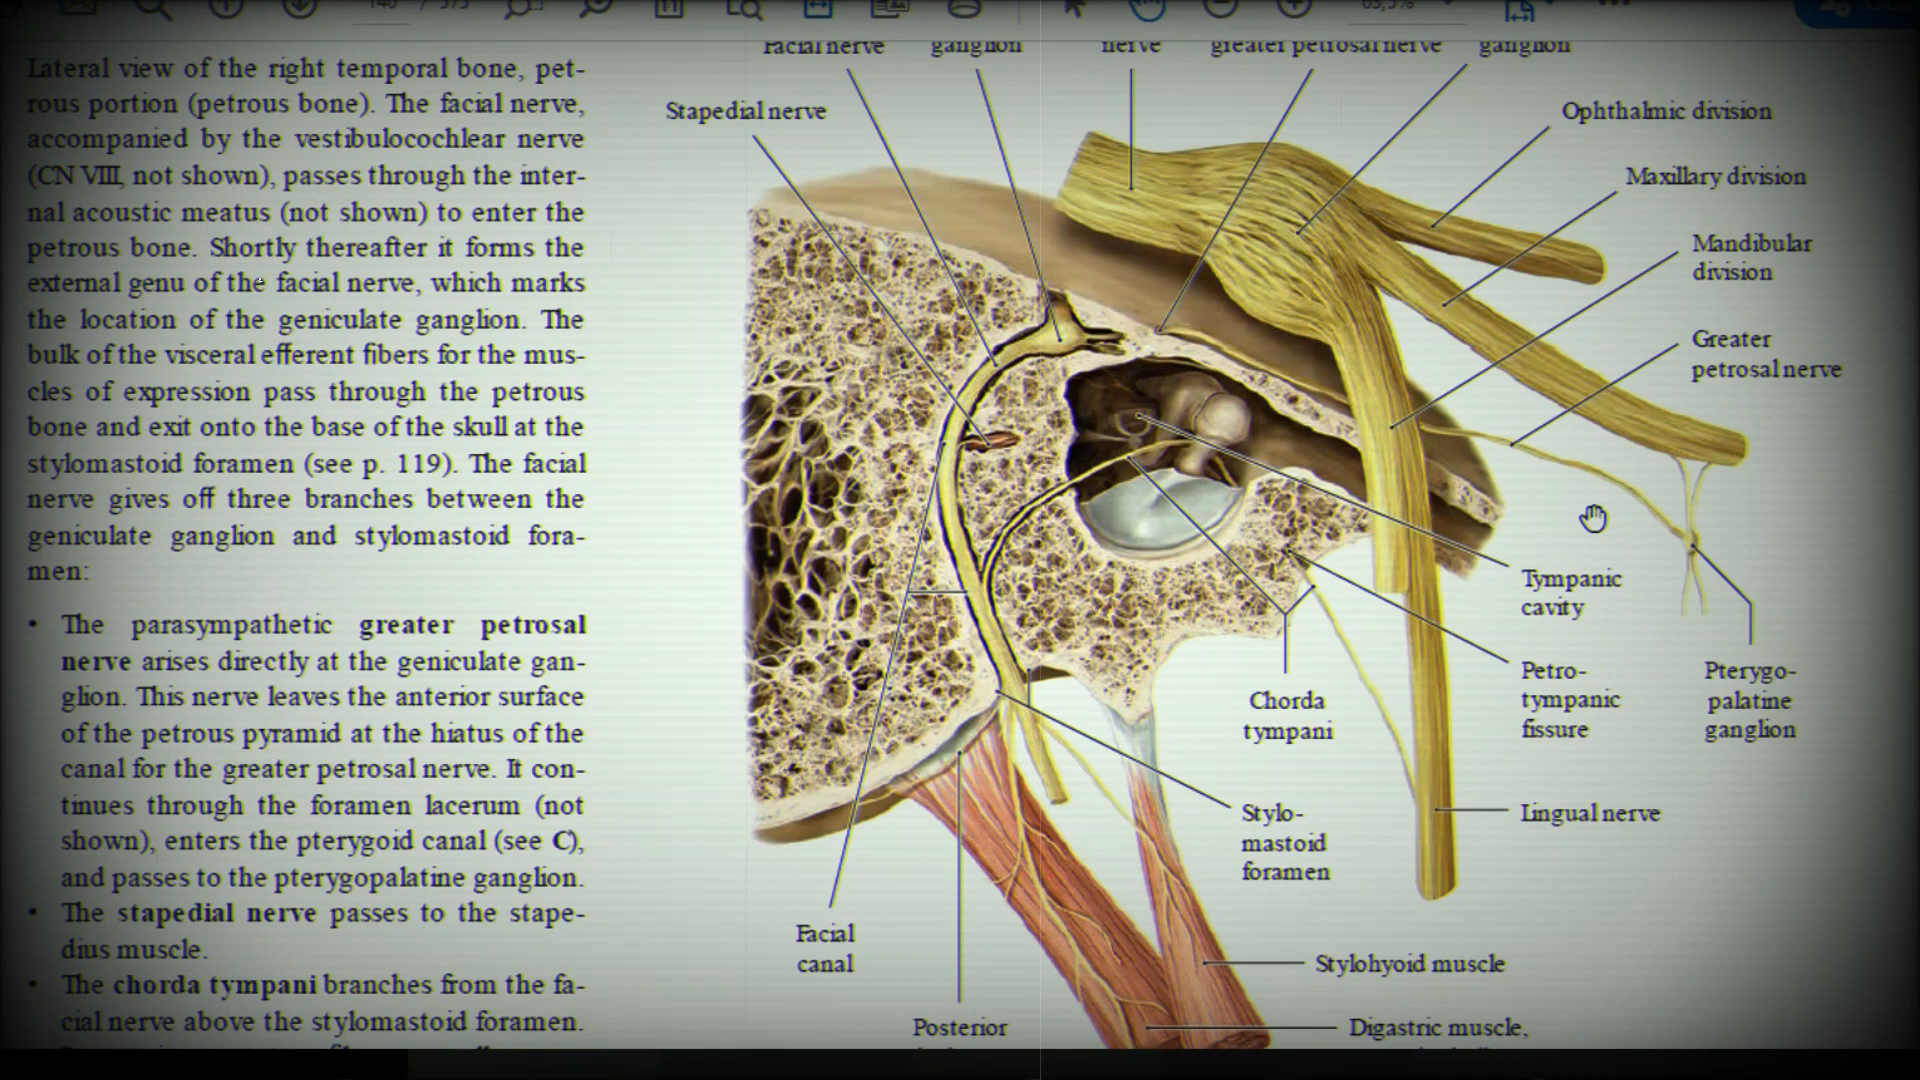 Lateral view of the right temporal bone, pet-
rous portion (petrous bone). The facial nerve,
accompanied by the vestibulocochlear nerve
(CN VIII, not shown), passes through the inter-
nal acoustic meatus (not shown) to enter the
petrous bone. Shortly thereafter it forms the
external genu of the facial nerve, which marks
the location of the geniculate ganglion. The
bulk of the visceral efferent fibers for the mus-
cles of expression pass through the petrous
bone and exit onto the base of the skull at the
stylomastoid foramen (see p. 119). The facial
nerve gives off three branches between the
geniculate ganglion and stylomastoid fora-
men:
• The parasympathetic greater petrosal
nerve arises directly at the geniculate gan-
glion. This nerve leaves the anterior surface
of the petrous pyramid at the hiatus of the
canal for the greater petrosal nerve. It con-
tinues through the foramen lacerum (not
shown), enters the pterygoid canal (see C),
and passes to the pterygopalatine ganglion.
• The stapedial nerve passes to the stape-
dius muscle.
• The chorda tympani branches from the fa-
cial nerve above the stylomastoid foramen.
Facial nerve
ganglion
nerve
greater petrosal nerve
ganglion
Stapedial nerve
Ophthalmic division
Maxillary division
Mandibular
division
Greater
petrosal nerve
Tympanic
cavity
Petro-
tympanic
fissure
Pterygo-
palatine
ganglion
Chorda
tympani
Lingual nerve
Stylo-
mastoid
foramen
Facial
canal
Stylohyoid muscle
Posterior
Digastric muscle,